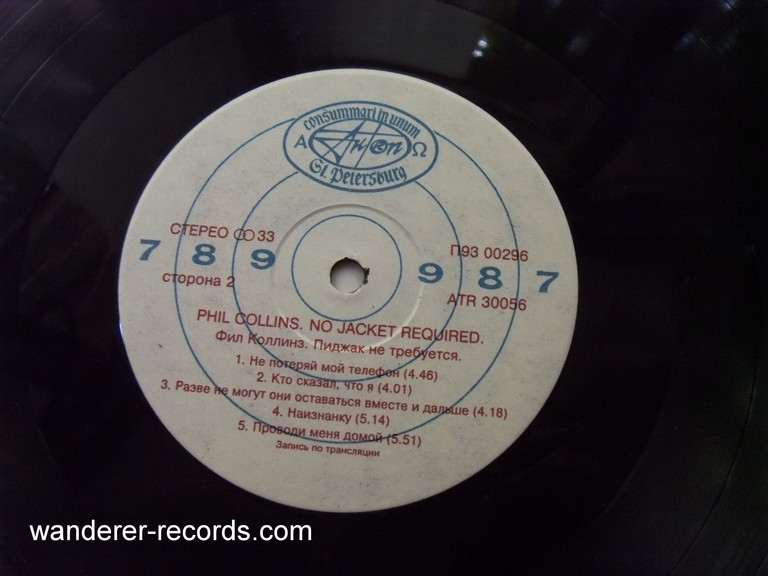 consummari in unum
А Антроп Ω
St. Petersburg
СТЕРЕО 33
П93 00296
7 8 9 9 8 7
сторона 2
ATR 30056
PHIL COLLINS. NO JACKET REQUIRED.
Фил Коллинз. Пиджак не требуется.
1. Не потеряй мой телефон (4.46)
2. Кто сказал, что я (4.01)
3. Разве не могут они оставаться вместе и дальше (4.18)
4. Наизнанку (5.14)
5. Проводи меня домой (5.51)
Запись по трансляции
wanderer-records.com